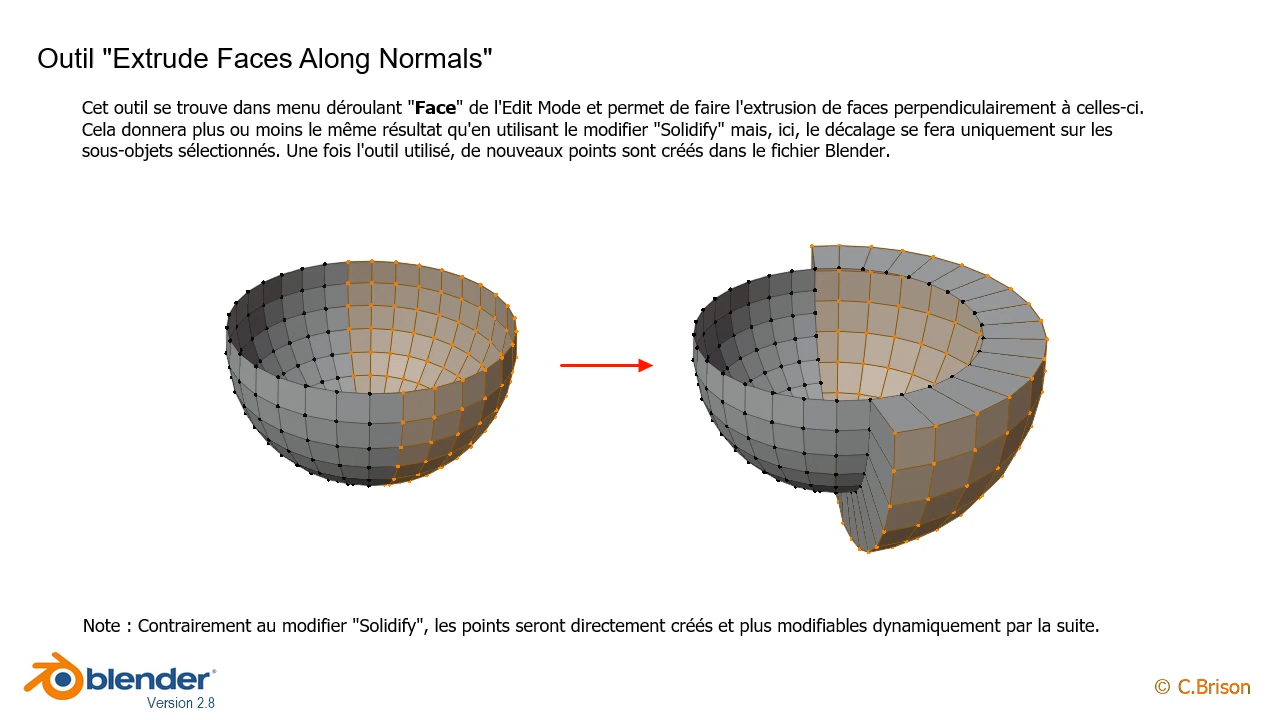 Outil "Extrude Faces Along Normals"
Cet outil se trouve dans menu déroulant "Face" de l'Edit Mode et permet de faire l'extrusion de faces perpendiculairement à celles-ci.
Cela donnera plus ou moins le même résultat qu'en utilisant le modifier "Solidify" mais, ici, le décalage se fera uniquement sur les
sous-objets sélectionnés. Une fois l'outil utilisé, de nouveaux points sont créés dans le fichier Blender.
Note : Contrairement au modifier "Solidify", les points seront directement créés et plus modifiables dynamiquement par la suite.
blender®
Version 2.8
© C.Brison